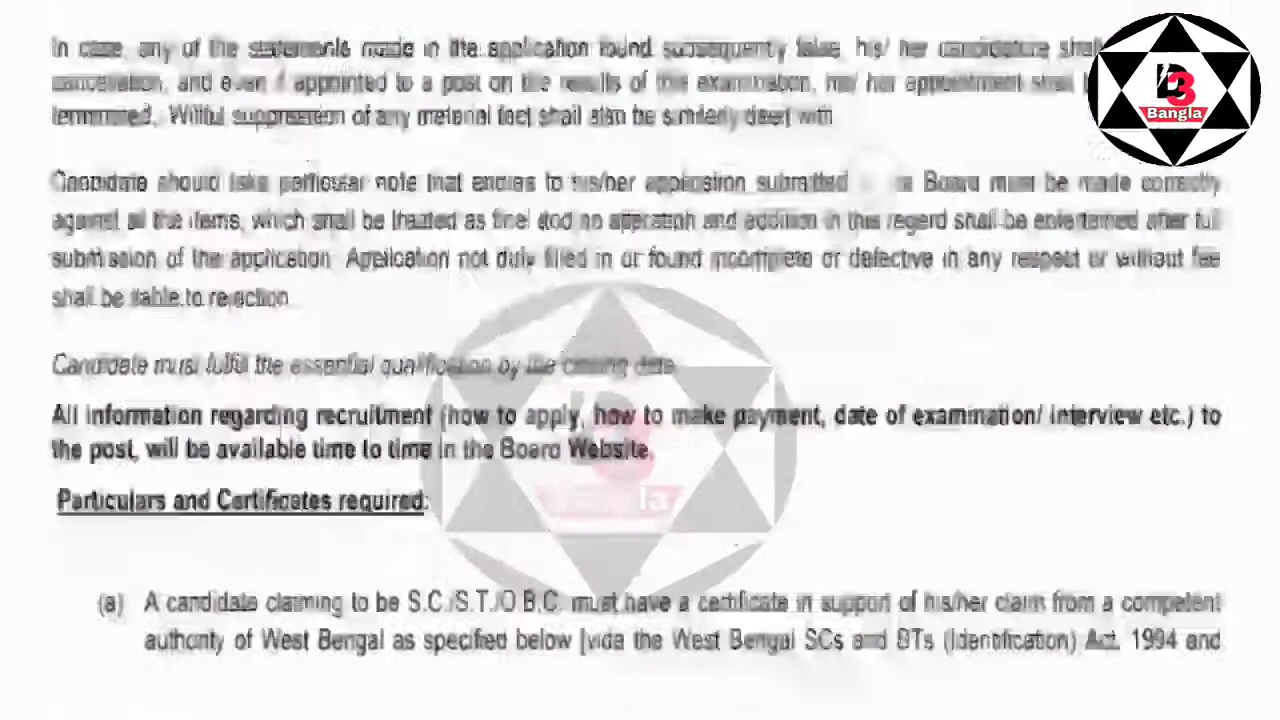 In case, any of the statements made in the application found subsequently false, his/ her candidature shal
cancellation, and even if appointed to a post on the results of this examination, his/ her appointment shall b
terminated. Willful suppression of any material fact shall also be similarly dealt with
D3
Bangla
Candidate should take particular note that entries to his/her application submitted Board must be made correctly
against all the items, which shall be treated as final and no alteration and addition in this regard shall be entertained after full
submission of the application. Application not duly filled in or found incomplete or defective in any respect or without fee
shall be liable to rejection
Candidate must fulfill the essential qualification by the closing date
All information regarding recruitment (how to apply, how to make payment, date of examination/ interview etc.) to
the post, will be available time to time in the Board Website.
Particulars and Certificates required:
(a) A candidate claiming to be S.C./S.T./O.B.C. must have a certificate in support of his/her claim from a competent
authority of West Bengal as specified below [vide the West Bengal SCs and STs (Identification) Act. 1994 and